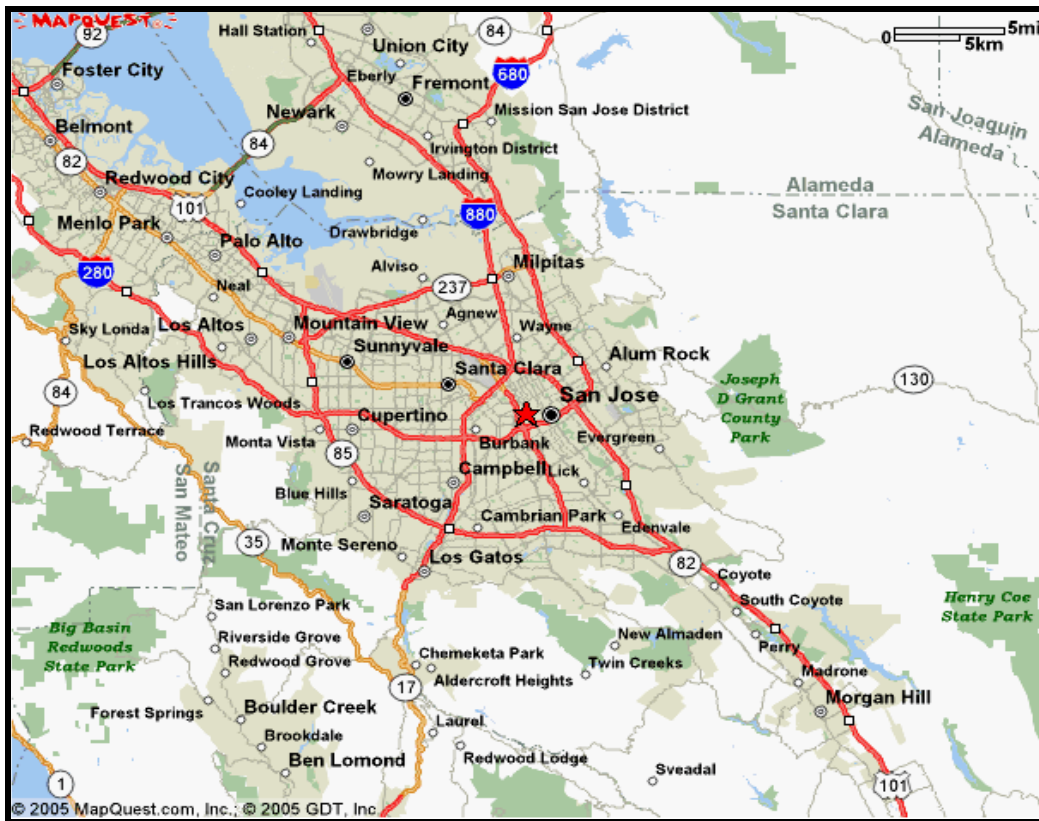 MAPQUEST
92
Hall Station
84
0 5mi
5km
Union City
Foster City
Eberly
Fremont
680
Newark
Mission San Jose District
San Joaquin
Alameda
Belmont
84
Irvington District
82
Redwood City
Mowry Landing
Cooley Landing
Alameda
Santa Clara
101
880
Menlo Park
Drawbridge
Palo Alto
280
Alviso
Milpitas
Neal
237
Agnew
Wayne
Sky Londa
Los Altos
Mountain View
Sunnyvale
Los Altos Hills
Santa Clara
Alum Rock
84
Los Trancos Woods
San Jose
Joseph
D Grant
County
Park
130
Cupertino
Redwood Terrace
Monta Vista
Burbank
Evergreen
85
Campbell
Lick
Santa Cruz
San Mateo
Blue Hills
Saratoga
Cambrian Park
Edenvale
35
Monte Sereno
Los Gatos
82
Coyote
South Coyote
Henry Coe
State Park
San Lorenzo Park
Big Basin
Redwoods
State Park
Riverside Grove
New Almaden
Perry
Redwood Grove
Chemeketa Park
Twin Creeks
Madrone
Aldercroft Heights
17
Morgan Hill
Forest Springs
Boulder Creek
Laurel
Brookdale
Redwood Lodge
Ben Lomond
Sveadal
1
101
© 2005 MapQuest.com, Inc.; © 2005 GDT, Inc